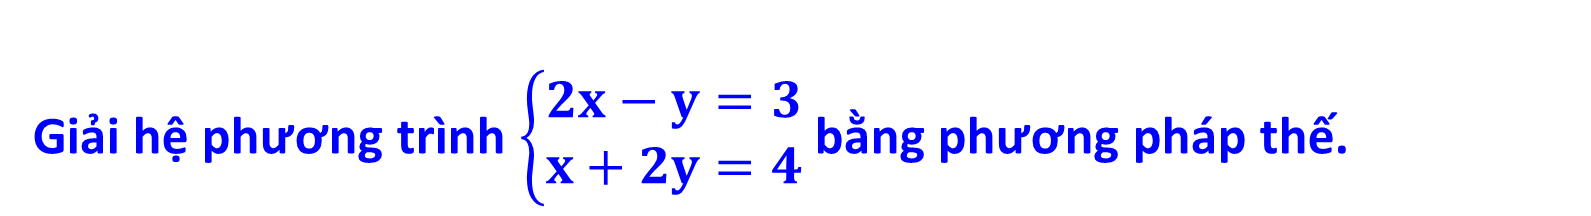 Giải hệ phương trình { 2x − y = 3
x + 2y = 4 bằng phương pháp thế.